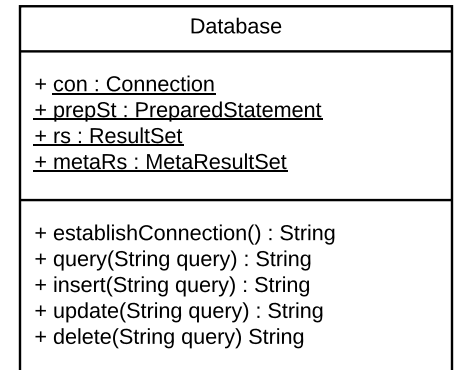 Database
+ con : Connection
+ prepSt : PreparedStatement
+ rs : ResultSet
+ metaRs : MetaResultSet
+ establishConnection() : String
+ query(String query) : String
+ insert(String query) : String
+ update(String query) : String
+ delete(String query) String